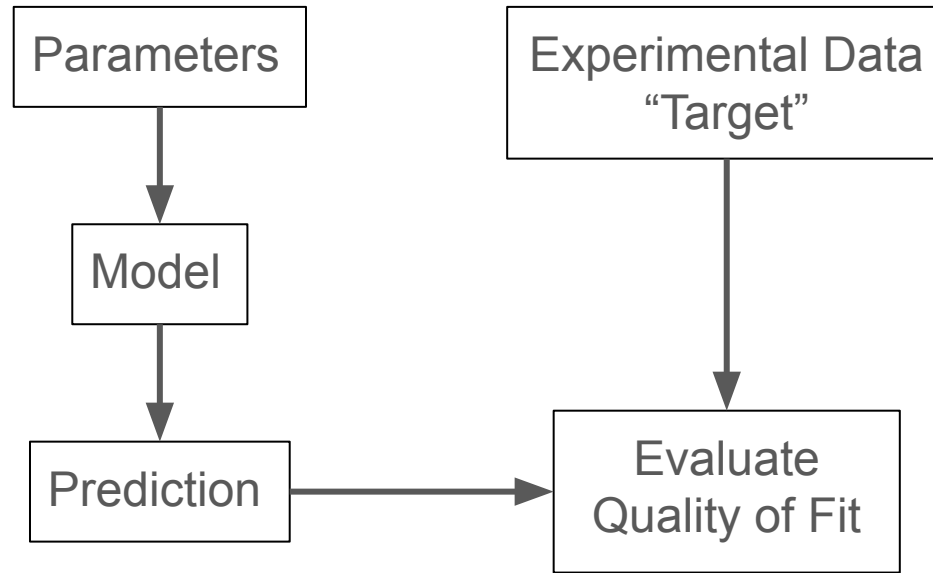 Parameters
Experimental Data
“Target”
Model
Prediction
Evaluate
Quality of Fit